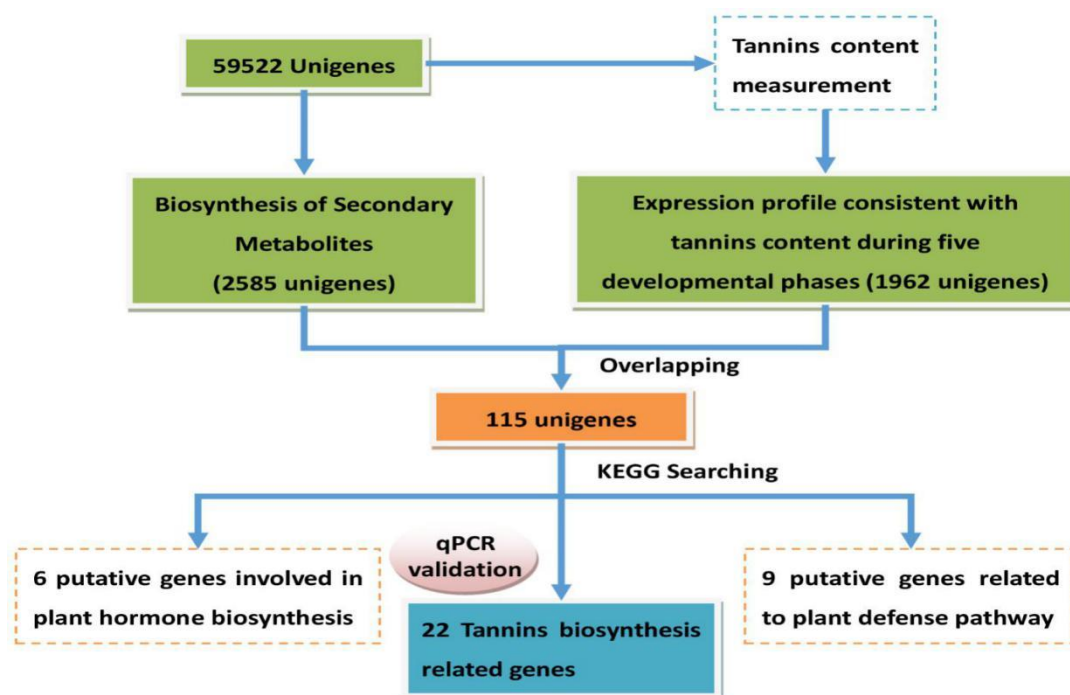 59522 Unigenes
Tannins content
measurement
Biosynthesis of Secondary
Metabolites
(2585 unigenes)
Expression profile consistent with
tannins content during five
developmental phases (1962 unigenes)
Overlapping
115 unigenes
KEGG Searching
qPCR
validation
6 putative genes involved in
plant hormone biosynthesis
22 Tannins biosynthesis
related genes
9 putative genes related
to plant defense pathway